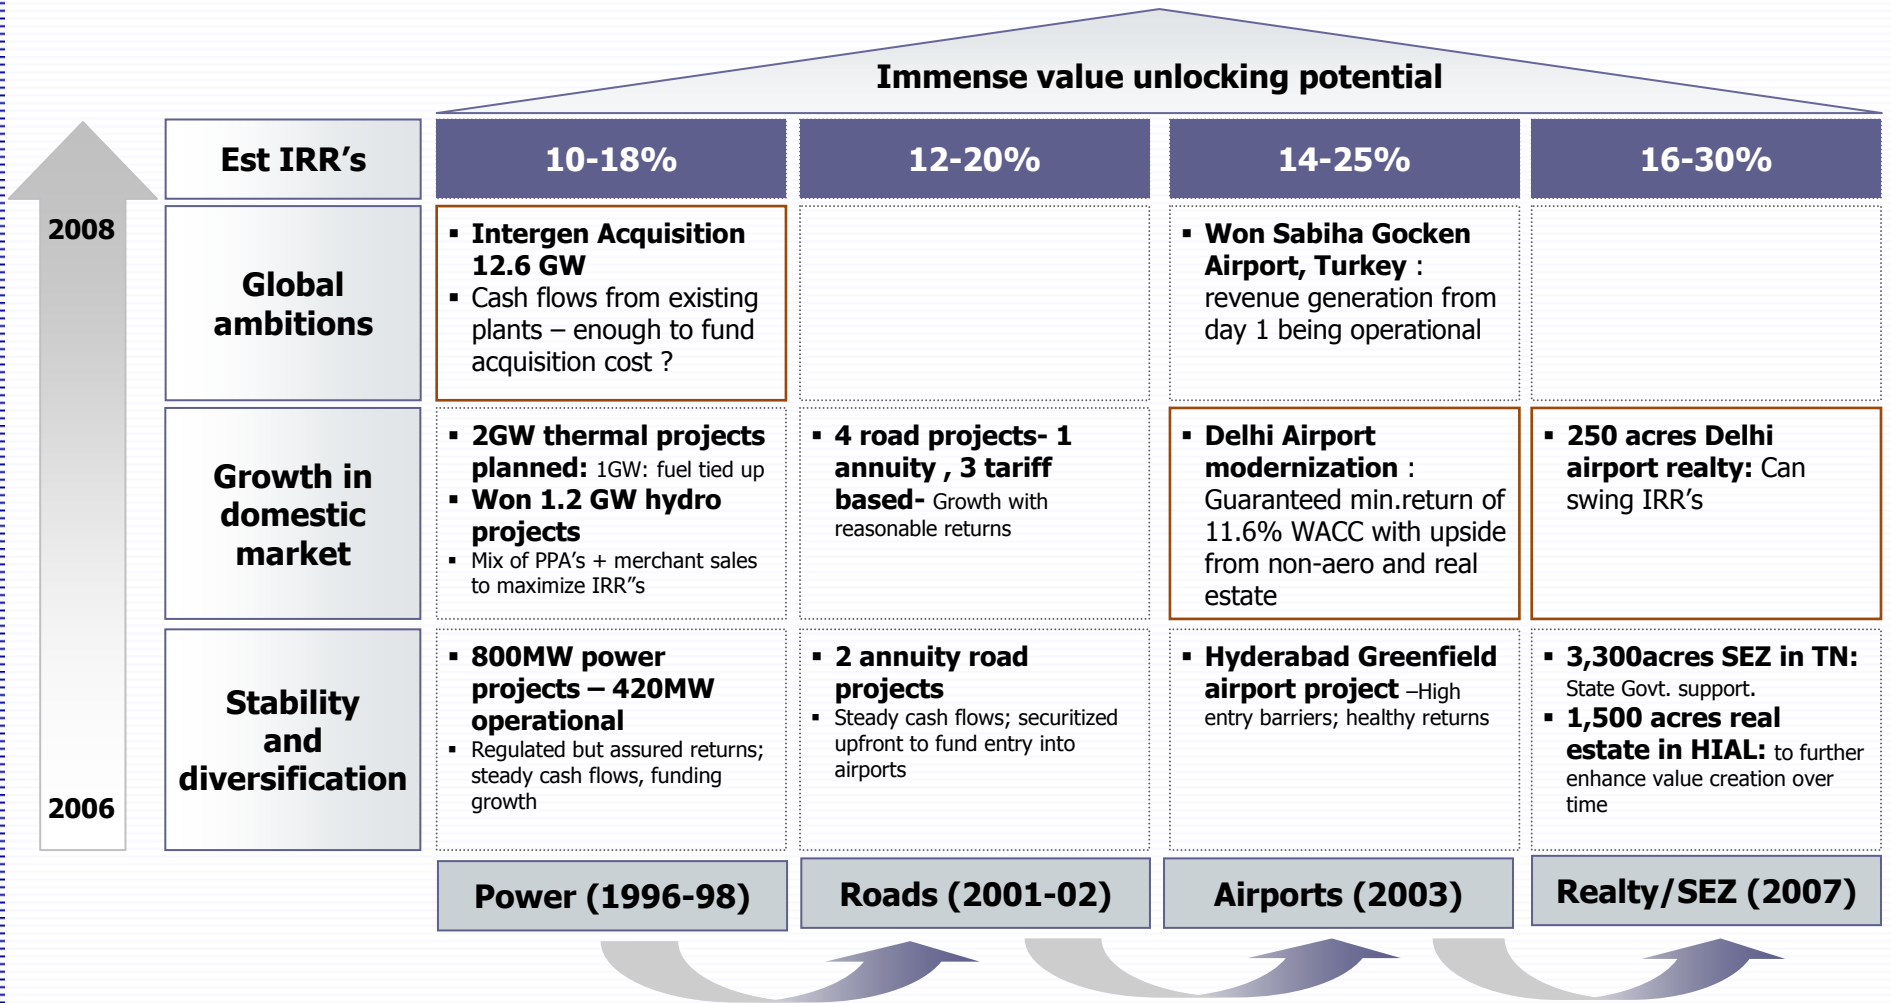 Immense value unlocking potential
Est IRR's
10-18%
12-20%
14-25%
16-30%
2008
Global
ambitions
▪ Intergen Acquisition
12.6 GW
▪ Cash flows from existing
plants – enough to fund
acquisition cost ?
▪ Won Sabiha Gocken
Airport, Turkey :
revenue generation from
day 1 being operational
Growth in
domestic
market
▪ 2GW thermal projects
planned: 1GW: fuel tied up
▪ Won 1.2 GW hydro
projects
▪ Mix of PPA's + merchant sales
to maximize IRR"s
▪ 4 road projects- 1
annuity , 3 tariff
based- Growth with
reasonable returns
▪ Delhi Airport
modernization :
Guaranteed min.return of
11.6% WACC with upside
from non-aero and real
estate
▪ 250 acres Delhi
airport realty: Can
swing IRR's
Stability
and
diversification
2006
▪ 800MW power
projects – 420MW
operational
▪ Regulated but assured returns;
steady cash flows, funding
growth
▪ 2 annuity road
projects
▪ Steady cash flows; securitized
upfront to fund entry into
airports
▪ Hyderabad Greenfield
airport project –High
entry barriers; healthy returns
▪ 3,300acres SEZ in TN:
State Govt. support.
▪ 1,500 acres real
estate in HIAL: to further
enhance value creation over
time
Power (1996-98)
Roads (2001-02)
Airports (2003)
Realty/SEZ (2007)